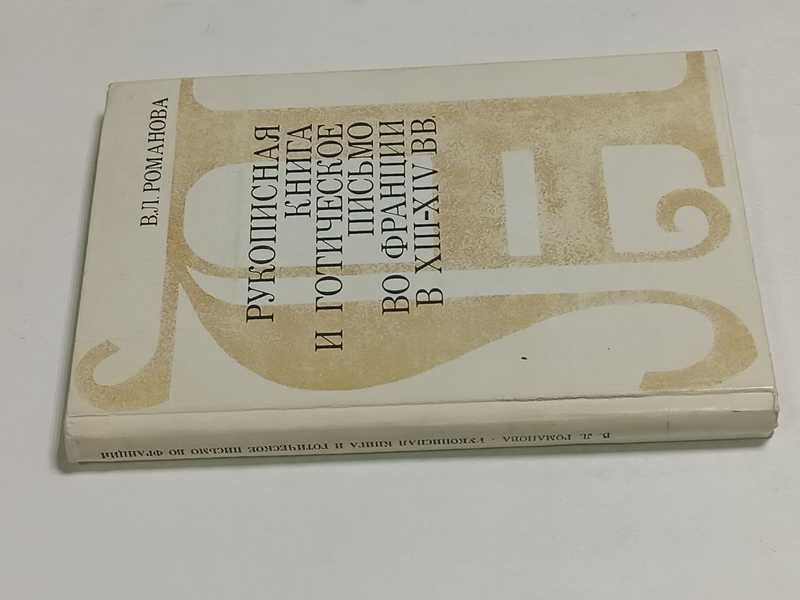 В.Л. РОМАНОВА
РУКОПИСНАЯ
КНИГА
И ГОТИЧЕСКОЕ
ПИСЬМО
ВО ФРАНЦИИ
В XIII-XIV ВВ.
В. Л. РОМАНОВА · РУКОПИСНАЯ КНИГА И ГОТИЧЕСКОЕ ПИСЬМО ВО ФРАНЦИИ